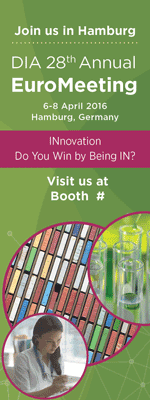 Join us in Hamburg
DIA 28th Annual
EuroMeeting
6-8 April 2016
Hamburg, Germany
INnovation
Do You Win by Being IN?
Visit us at
Booth #